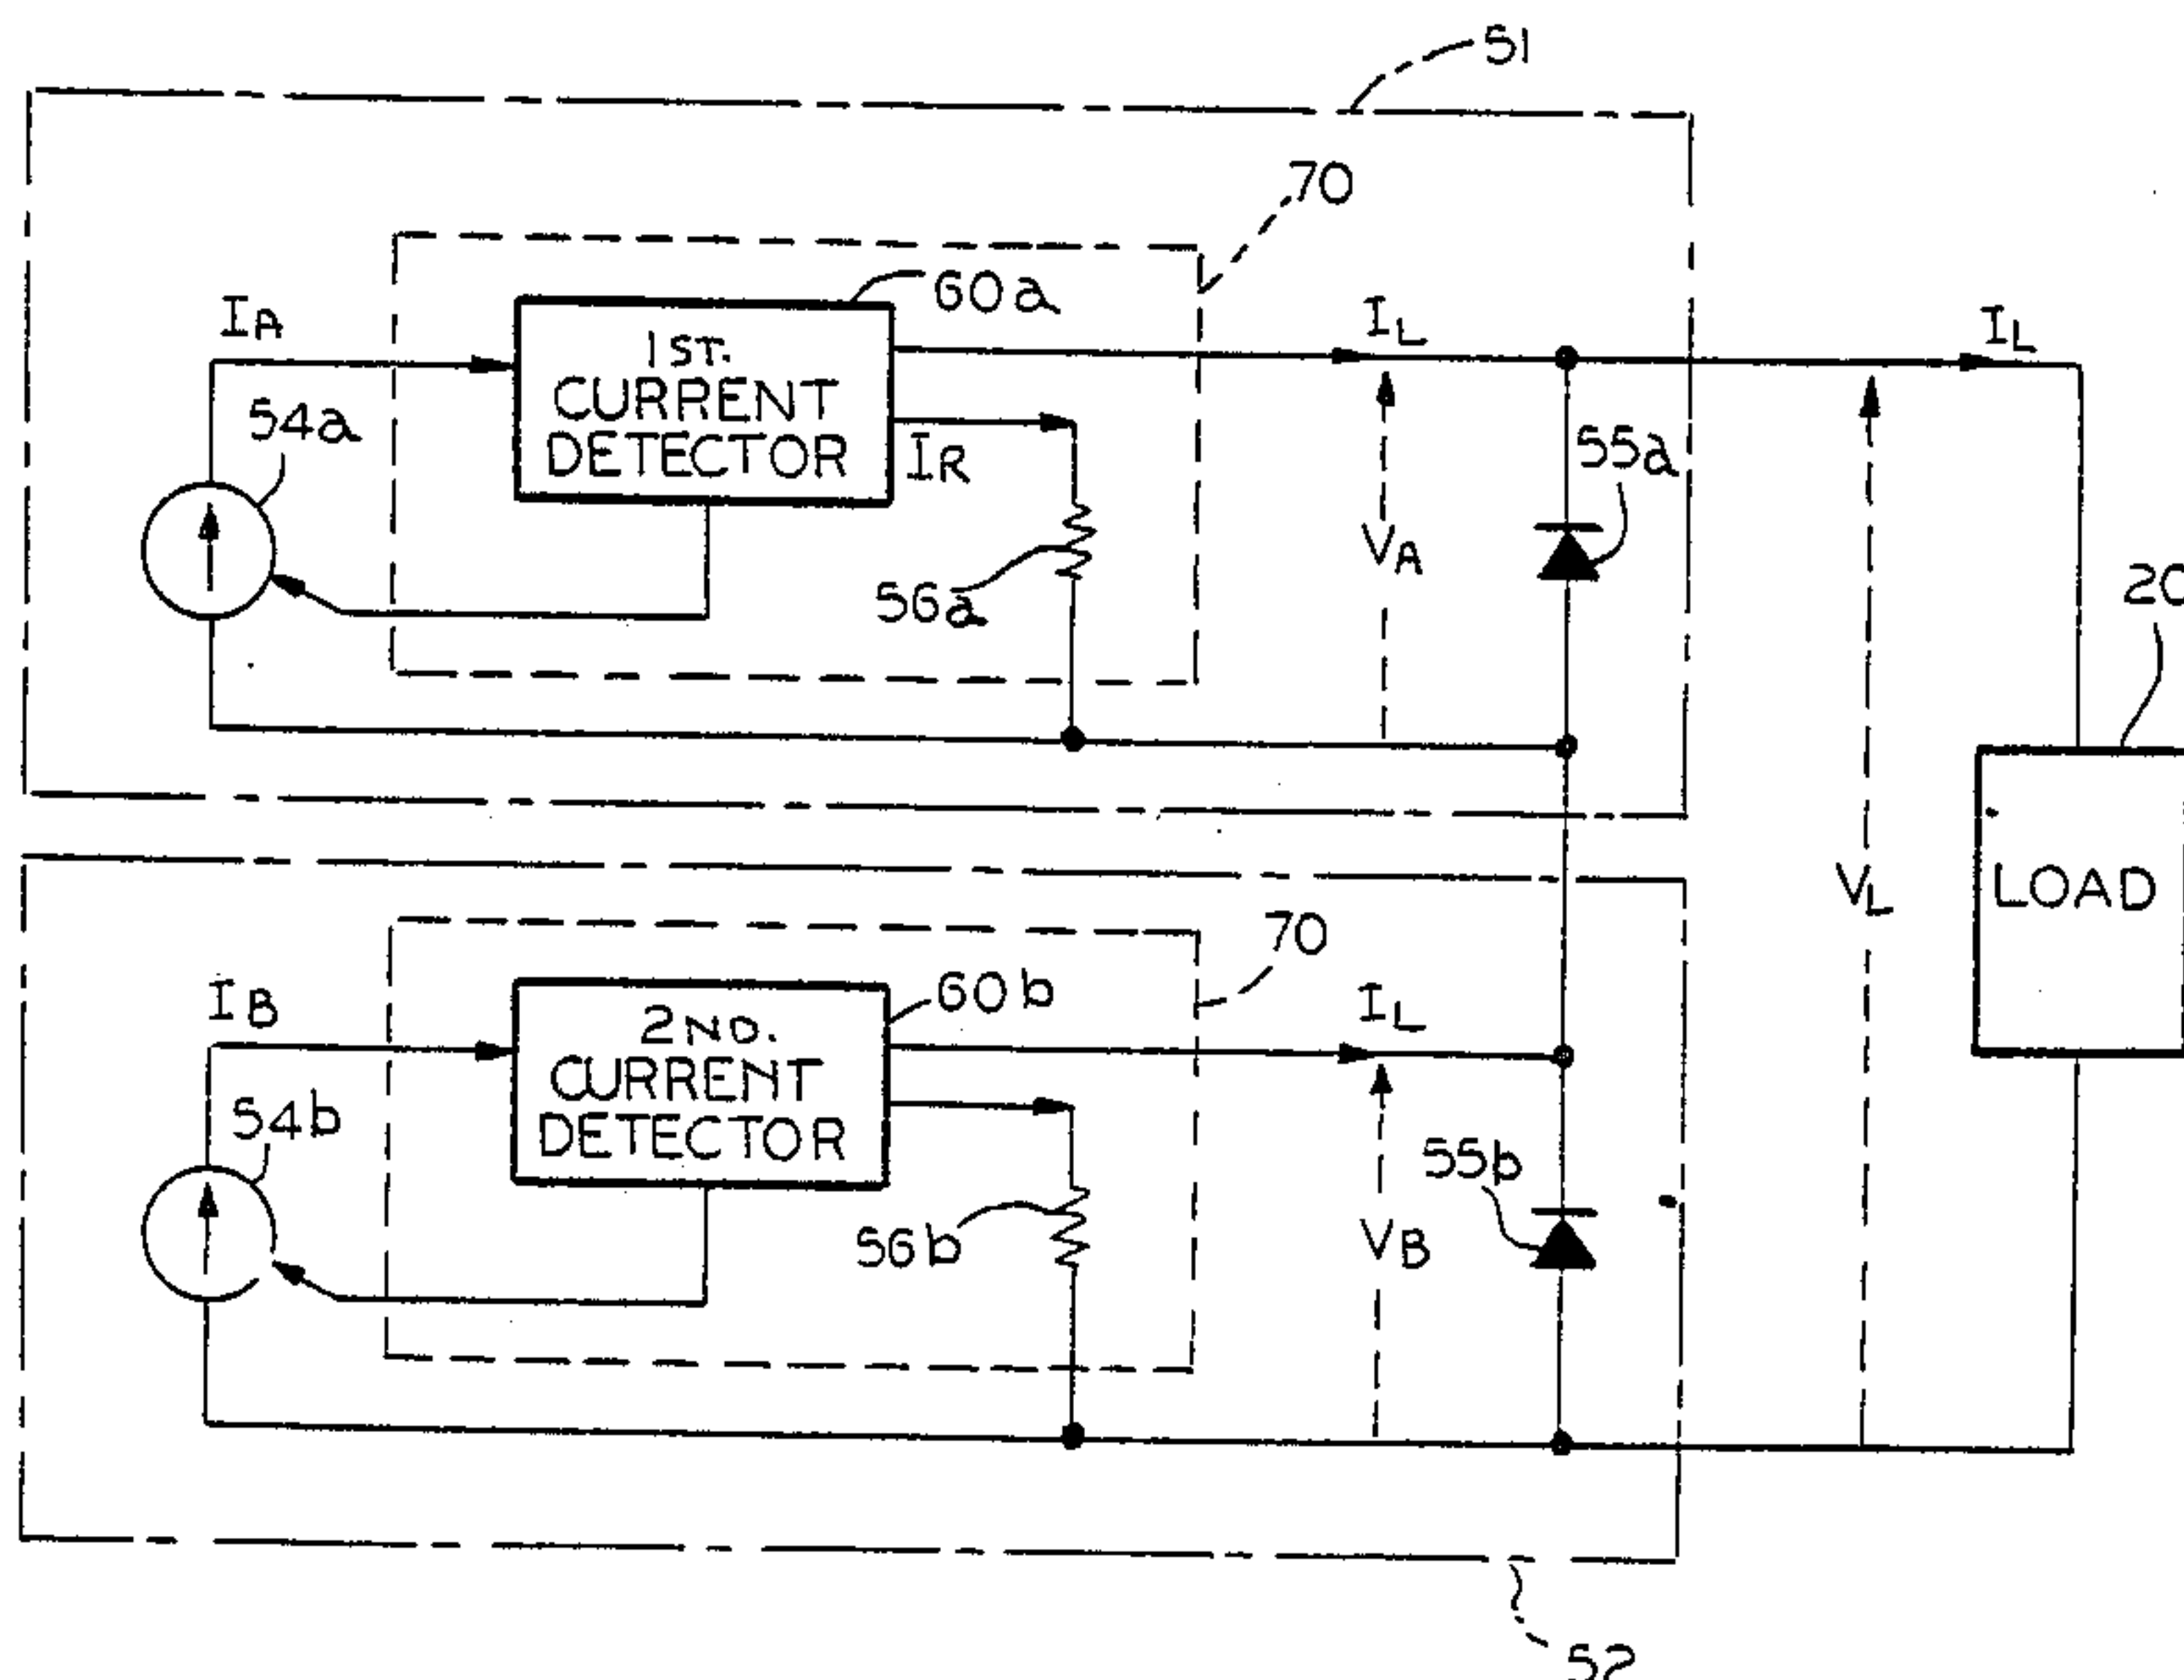 51
70
60a
IA
1ST.
CURRENT
DETECTOR
IL
IL
54a
IR
55a
VA
56a
20
VL
LOAD
70
60b
IB
2ND.
CURRENT
DETECTOR
IL
54b
55b
56b
VB
52